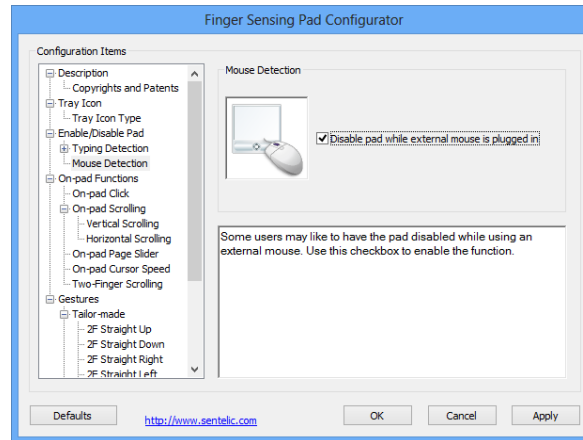 Finger Sensing Pad Configurator
Configuration Items
Description
Copyrights and Patents
Tray Icon
Tray Icon Type
Enable/Disable Pad
Typing Detection
Mouse Detection
On-pad Functions
On-pad Click
On-pad Scrolling
Vertical Scrolling
Horizontal Scrolling
On-pad Page Slider
On-pad Cursor Speed
Two-Finger Scrolling
Gestures
Tailor-made
2F Straight Up
2F Straight Down
2F Straight Right
2F Straight Left
Mouse Detection
Disable pad while external mouse is plugged in
Some users may like to have the pad disabled while using an
external mouse. Use this checkbox to enable the function.
Defaults
http://www.sentelic.com
OK
Cancel
Apply